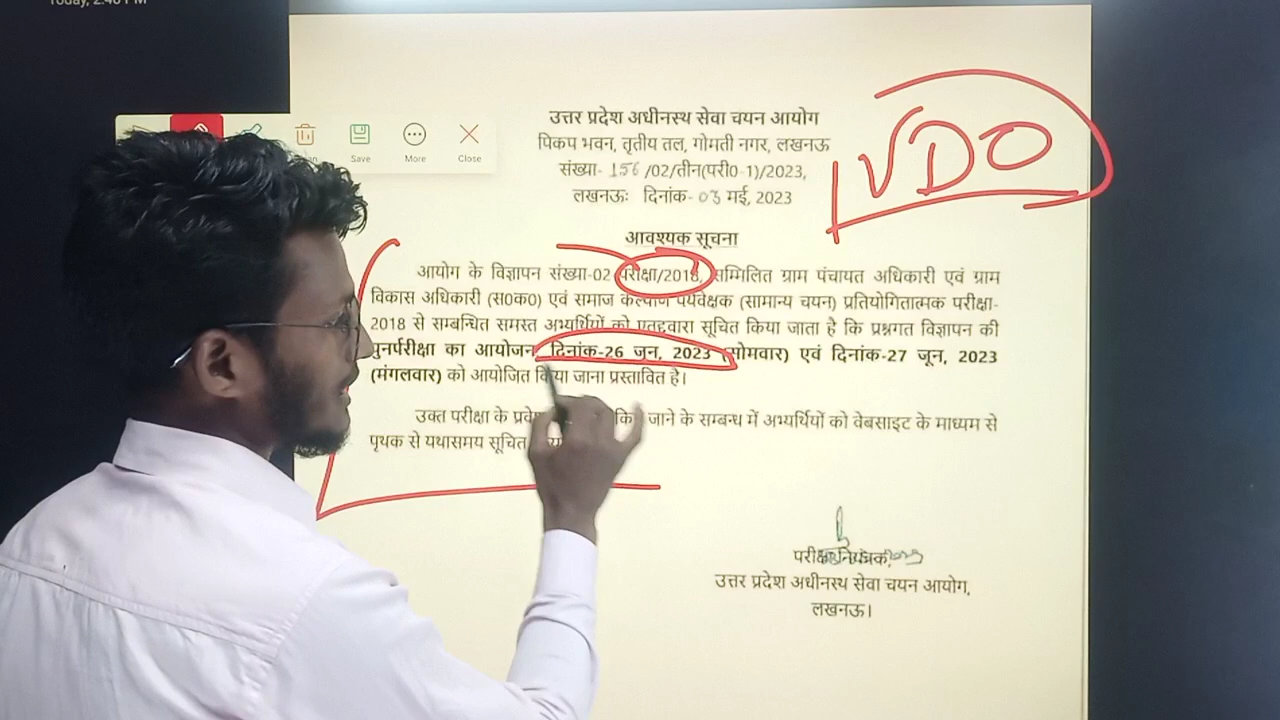 Today, 2:40 PM
Save
More
Close
VDO
उत्तर प्रदेश अधीनस्थ सेवा चयन आयोग
पिकप भवन, तृतीय तल, गोमती नगर, लखनऊ
संख्या- 156 /02/तीन(परी0-1)/2023,
लखनऊः दिनांक- 03 मई, 2023
आवश्यक सूचना
आयोग के विज्ञापन संख्या-02 परीक्षा/2018, सम्मिलित ग्राम पंचायत अधिकारी एवं ग्राम
विकास अधिकारी (स0क0) एवं समाज कल्याण पर्यवेक्षक (सामान्य चयन) प्रतियोगितात्मक परीक्षा-
2018 से सम्बन्धित समस्त अभ्यर्थियों को एतद्द्वारा सूचित किया जाता है कि प्रश्नगत विज्ञापन की
पुनर्परीक्षा का आयोजन दिनांक-26 जून, 2023 (सोमवार) एवं दिनांक-27 जून, 2023
(मंगलवार) को आयोजित किया जाना प्रस्तावित है।
उक्त परीक्षा के जाने के सम्बन्ध में अभ्यर्थियों को वेबसाइट के माध्यम से
पृथक से यथासमय सूचित
परीक्षा नियंत्रक,
उत्तर प्रदेश अधीनस्थ सेवा चयन आयोग,
लखनऊ।